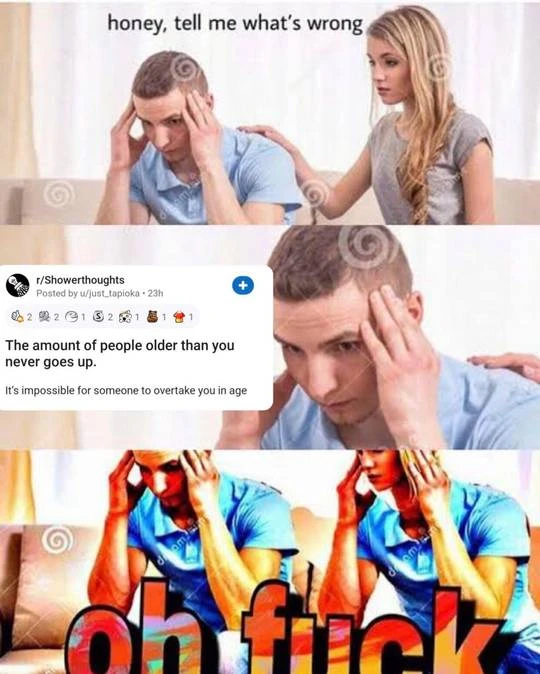 honey, tell me what's wrong
r/Showerthoughts
Posted by u/just_tapioka • 23h
2 2 1 2 1 1 1
The amount of people older than you
never goes up.
It's impossible for someone to overtake you in age
oh fuck